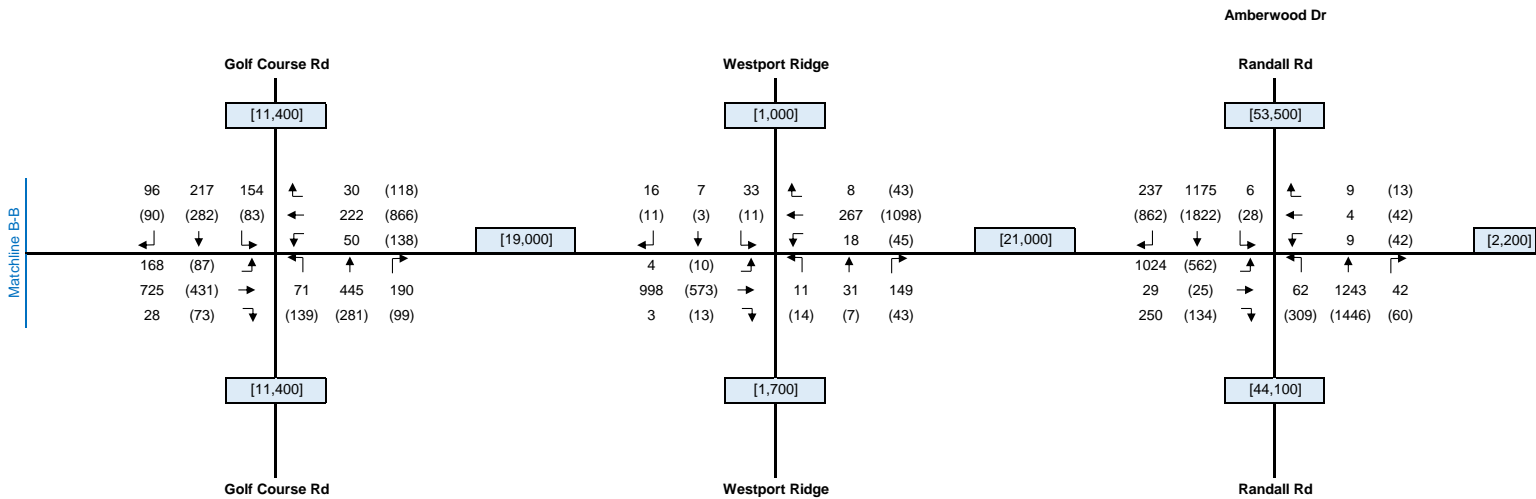 Amberwood Dr
Golf Course Rd Westport Ridge Randall Rd
[11,400] [1,000] [53,500]
96 217 154 30 (118) 16 7 33 8 (43) 237 1175 6 9 (13)
(90) (282) (83) 222 (866) (11) (3) (11) 267 (1098) (862) (1822) (28) 4 (42)
50 (138) [19,000] 18 (45) [21,000] 9 (42) [2,200]
Matchline B-B
168 (87) 4 (10) 1024 (562)
725 (431) 71 445 190 998 (573) 11 31 149 29 (25) 62 1243 42
28 (73) (139) (281) (99) 3 (13) (14) (7) (43) 250 (134) (309) (1446) (60)
[11,400] [1,700] [44,100]
Golf Course Rd Westport Ridge Randall Rd